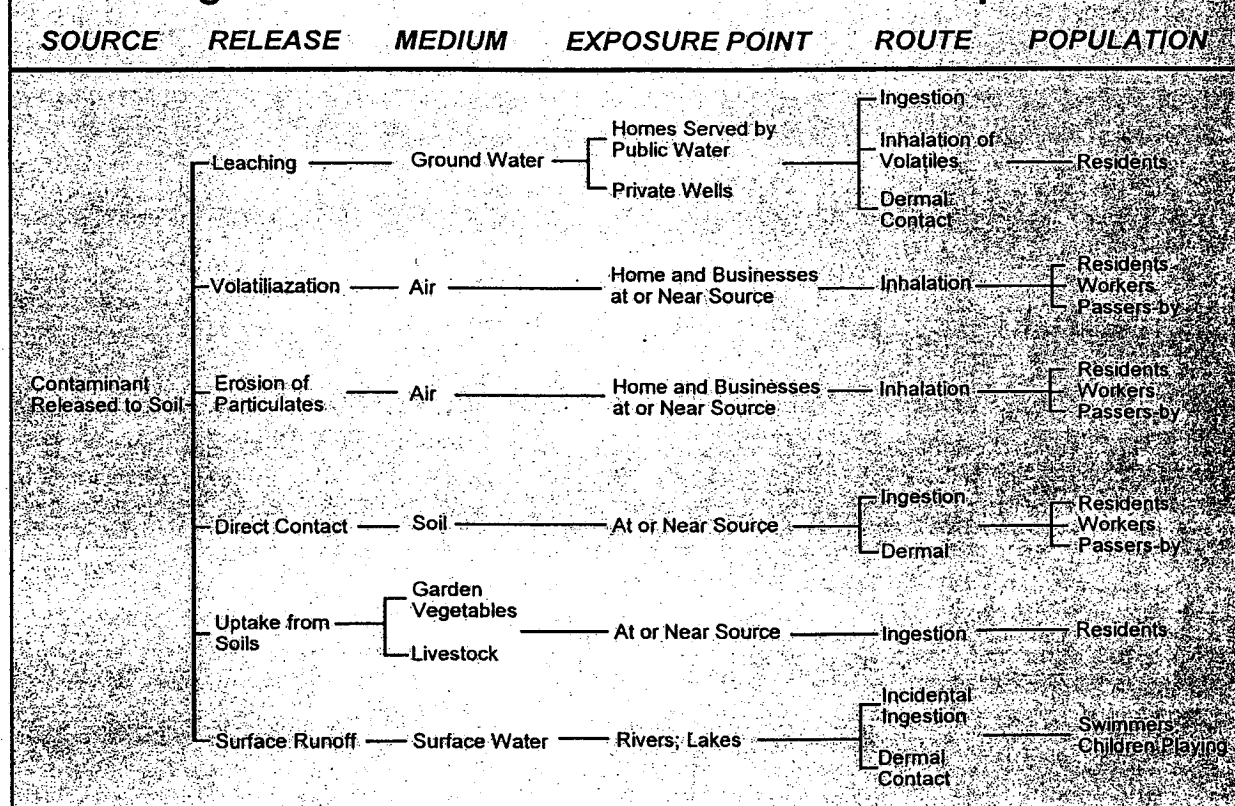 SOURCE RELEASE MEDIUM EXPOSURE POINT ROUTE POPULATION
Ingestion
Homes Served by
Public Water
Inhalation of
Volatiles
Leaching
Ground Water
Residents
Private Wells
Dermal
Contact
Volatiliazation
Air
Home and Businesses
at or Near Source
Inhalation
Residents
Workers
Passers-by
Contaminant
Released to Soil
Erosion of
Particulates
Air
Home and Businesses
at or Near Source
Inhalation
Residents
Workers
Passers-by
Direct Contact
Soil
At or Near Source
Ingestion
Dermal
Residents
Workers
Passers-by
Uptake from
Soils
Garden
Vegetables
Livestock
At or Near Source
Ingestion
Residents
Surface Runoff
Surface Water
Rivers; Lakes
Incidental
Ingestion
Dermal
Contact
Swimmers
Children Playing